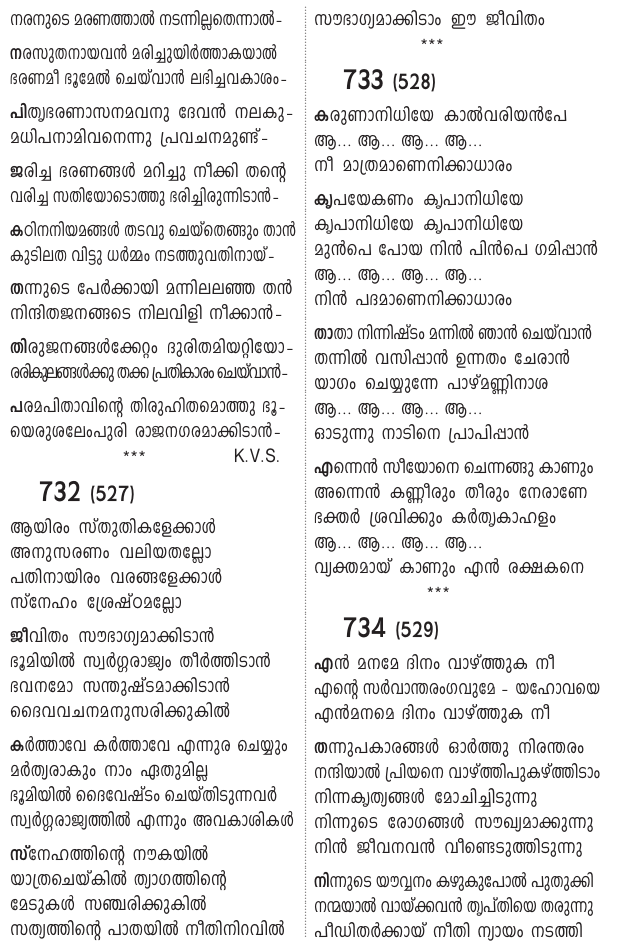 നരനുടെ മരണത്താൽ നടന്നില്ലതെന്നാൽ-
നരസുതനായവൻ മരിച്ചുയിർത്താകയാൽ
ഭരണമീ ഭൂമേൽ ചെയ്‌വാൻ ലഭിച്ചവകാശം-
പിതൃഭരണാസനമവനു ദേവൻ നലകു-
മധിപനാമിവനെന്നു പ്രവചനമുണ്ട്-
ജരിച്ച ഭരണങ്ങൾ മറിച്ചു നീക്കി തന്റെ
വരിച്ച സതിയോടൊത്തു ഭരിച്ചിരുന്നിടാൻ-
കഠിനനിയമങ്ങൾ തടവു ചെയ്തെങ്ങും താൻ
കുടിലത വിട്ടു ധർമ്മം നടത്തുവതിനായ്-
തന്നുടെ പേർക്കായി മന്നിലലഞ്ഞ തൻ
നിന്ദിതജനങ്ങടെ നിലവിളി നീക്കാൻ-
തിരുജനങ്ങൾക്കേറ്റം ദുരിതമിയറ്റിയോ-
രരികുലങ്ങൾക്കു തക്ക പ്രതികാരം ചെയ്‌വാൻ-
പരമപിതാവിന്റെ തിരുഹിതമൊത്തു ഭൂ-
യെരുശലേംപുരി രാജനഗരമാക്കിടാൻ-
*** K.V.S.
732 (527)
ആയിരം സ്തുതികളേക്കാൾ
അനുസരണം വലിയതല്ലോ
പതിനായിരം വരങ്ങളേക്കാൾ
സ്നേഹം ശ്രേഷ്ഠമല്ലോ
ജീവിതം സൗഭാഗ്യമാക്കിടാൻ
ഭൂമിയിൽ സ്വർഗ്ഗരാജ്യം തീർത്തിടാൻ
ഭവനമോ സന്തുഷ്ടമാക്കിടാൻ
ദൈവവചനമനുസരിക്കുകിൽ
കർത്താവേ കർത്താവേ എന്നുര ചെയ്യും
മർത്യരാകും നാം ഏതുമില്ല
ഭൂമിയിൽ ദൈവേഷ്ടം ചെയ്തിടുന്നവർ
സ്വർഗ്ഗരാജ്യത്തിൽ എന്നും അവകാശികൾ
സ്നേഹത്തിന്റെ നൗകയിൽ
യാത്രചെയ്കിൽ ത്യാഗത്തിന്റെ
മേടുകൾ സഞ്ചരിക്കുകിൽ
സത്യത്തിന്റെ പാതയിൽ നീതിനിറവിൽ
സൗഭാഗ്യമാക്കിടാം ഈ ജീവിതം
***
733 (528)
കരുണാനിധിയേ കാൽവരിയൻപേ
ആ... ആ... ആ... ആ...
നീ മാത്രമാണെനിക്കാധാരം
കൃപയേകണം കൃപാനിധിയേ
കൃപാനിധിയേ കൃപാനിധിയേ
മുൻപെ പോയ നിൻ പിൻപെ ഗമിപ്പാൻ
ആ... ആ... ആ... ആ...
നിൻ പദമാണെനിക്കാധാരം
താതാ നിന്നിഷ്ടം മന്നിൽ ഞാൻ ചെയ്‌വാൻ
തന്നിൽ വസിപ്പാൻ ഉന്നതം ചേരാൻ
യാഗം ചെയ്യുന്നേ പാഴ്മണ്ണിനാശ
ആ... ആ... ആ... ആ...
ഓടുന്നു നാടിനെ പ്രാപിപ്പാൻ
എന്നെൻ സീയോനെ ചെന്നങ്ങു കാണും
അന്നെൻ കണ്ണീരും തീരും നേരാണേ
ഭക്തർ ശ്രവിക്കും കർതൃകാഹളം
ആ... ആ... ആ... ആ...
വ്യക്തമായ് കാണും എൻ രക്ഷകനെ
***
734 (529)
എൻ മനമേ ദിനം വാഴ്ത്തുക നീ
എന്റെ സർവാന്തരംഗവുമേ - യഹോവയെ
എൻമനമെ ദിനം വാഴ്ത്തുക നീ
തന്നുപകാരങ്ങൾ ഓർത്തു നിരന്തരം
നന്ദിയാൽ പ്രിയനെ വാഴ്ത്തിപുകഴ്ത്തിടാം
നിന്നകൃത്യങ്ങൾ മോചിച്ചിടുന്നു
നിന്നുടെ രോഗങ്ങൾ സൗഖ്യമാക്കുന്നു
നിൻ ജീവനവൻ വീണ്ടെടുത്തിടുന്നു
നിന്നുടെ യൗവ്വനം കഴുകുപോൽ പുതുക്കി
നന്മയാൽ വായ്ക്കവൻ തൃപ്തിയെ തരുന്നു
പീഡിതർക്കായ് നീതി ന്യായം നടത്തി